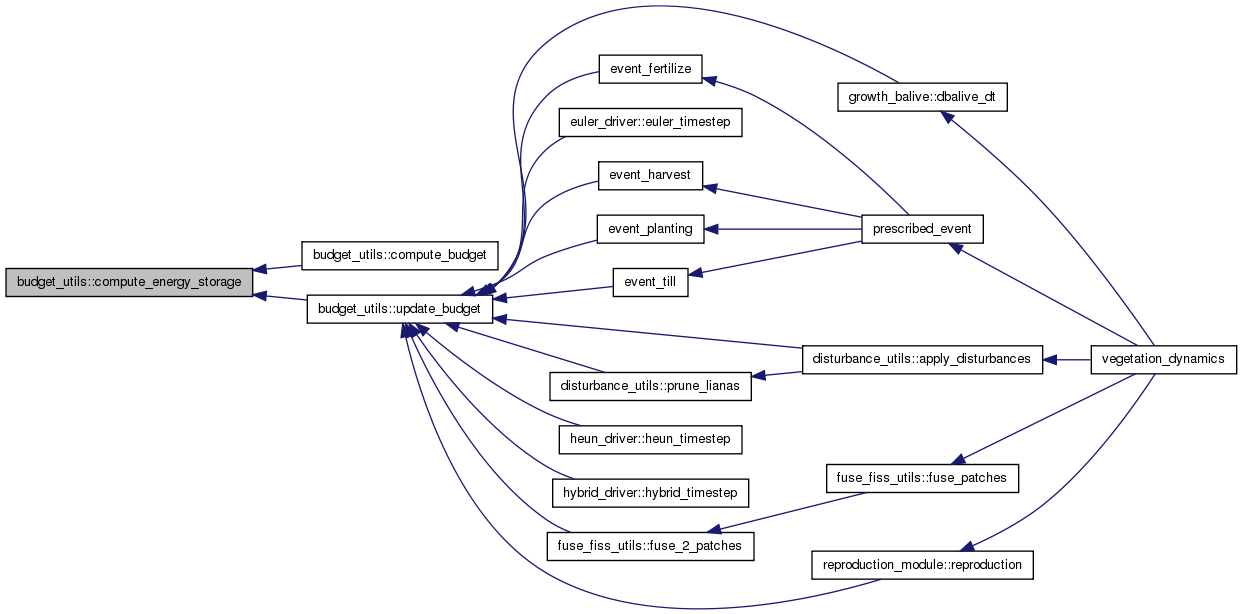 budget_utils::compute_energy_storage
budget_utils::compute_budget
budget_utils::update_budget
event_fertilize
euler_driver::euler_timestep
event_harvest
event_planting
event_till
disturbance_utils::prune_lianas
heun_driver::heun_timestep
hybrid_driver::hybrid_timestep
fuse_fiss_utils::fuse_2_patches
growth_balive::dbalive_dt
prescribed_event
disturbance_utils::apply_disturbances
fuse_fiss_utils::fuse_patches
reproduction_module::reproduction
vegetation_dynamics